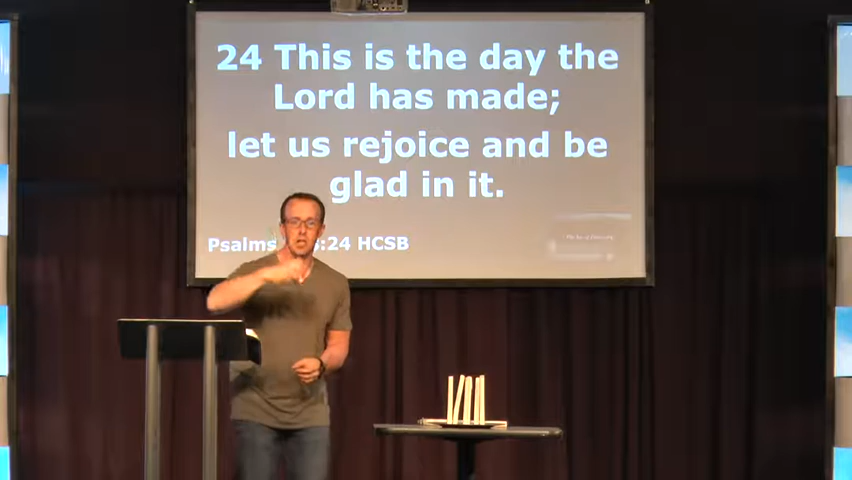 24 This is the day the
Lord has made;
let us rejoice and be
glad in it.
Psalms :24 HCSB